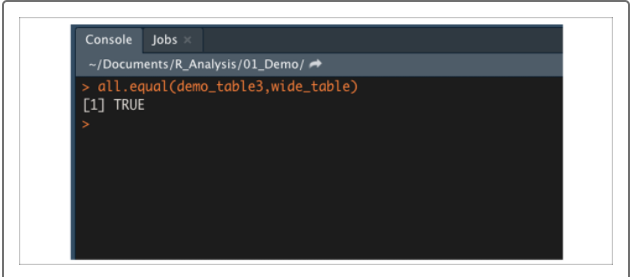 Console Jobs ×
~/Documents/R_Analysis/01_Demo/
> all.equal(demo_table3,wide_table)
[1] TRUE
>